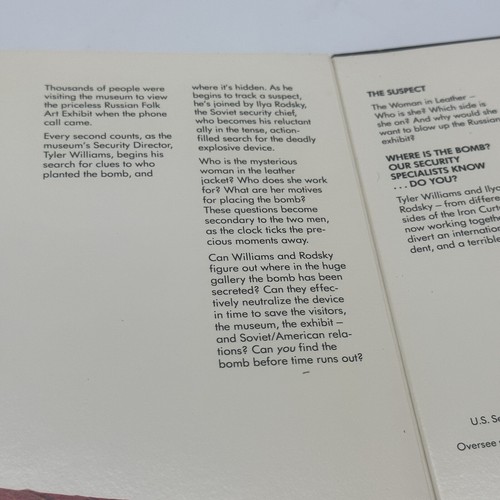 Thousands of people were
visiting the museum to view
the priceless Russian Folk
Art Exhibit when the phone
call came.
Every second counts, as the
museum's Security Director,
Tyler Williams, begins his
search for clues to who
planted the bomb, and
where it's hidden. As he
begins to track a suspect,
he's joined by Ilya Rodsky,
the Soviet security chief,
who becomes his reluctant
ally in the tense, action-
filled search for the deadly
explosive device.
Who is the mysterious
woman in the leather
jacket? Who does she work
for? What are her motives
for placing the bomb?
These questions become
secondary to the two men,
as the clock ticks the pre-
cious moments away.
Can Williams and Rodsky
figure out where in the huge
gallery the bomb has been
secreted? Can they effec-
tively neutralize the device
in time to save the visitors,
the museum, the exhibit —
and Soviet/American rela-
tions? Can you find the
bomb before time runs out?
THE SUSPECT
The Woman in Leather –
Who is she? Which side is
she on? And why would she
want to blow up the Russian
exhibit?
WHERE IS THE BOMB?
OUR SECURITY
SPECIALISTS KNOW
. . . DO YOU?
Tyler Williams and Ilya
Rodsky – from differe
sides of the Iron Curt
now working togethe
divert an internation
dent, and a terrible
U.S. Se
Oversee